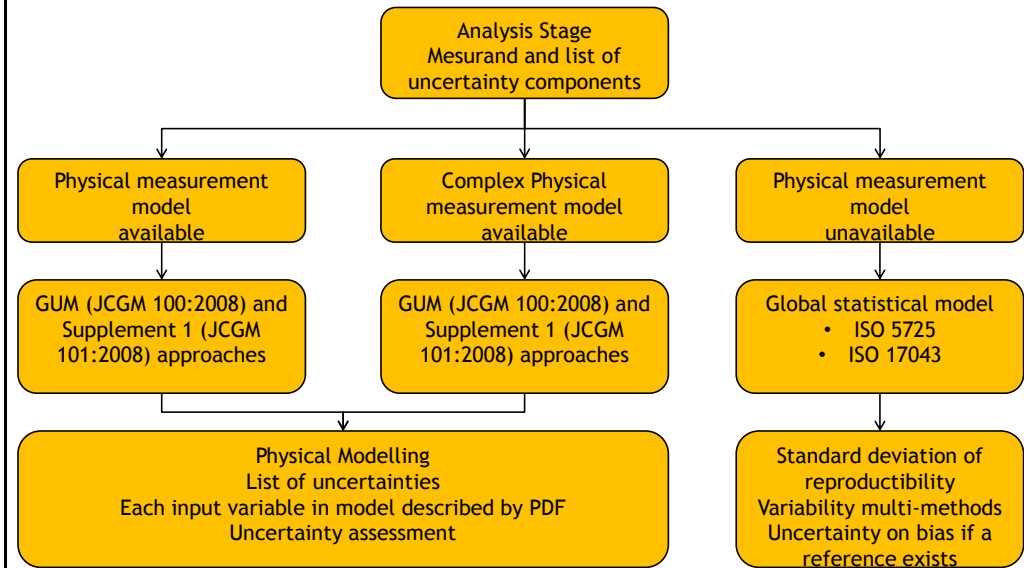 Analysis Stage
Mesurand and list of
uncertainty components
Physical measurement
model
available
Complex Physical
measurement model
available
Physical measurement
model
unavailable
GUM (JCGM 100:2008) and
Supplement 1 (JCGM
101:2008) approaches
GUM (JCGM 100:2008) and
Supplement 1 (JCGM
101:2008) approaches
Global statistical model
• ISO 5725
• ISO 17043
Physical Modelling
List of uncertainties
Each input variable in model described by PDF
Uncertainty assessment
Standard deviation of
reproductibility
Variability multi-methods
Uncertainty on bias if a
reference exists